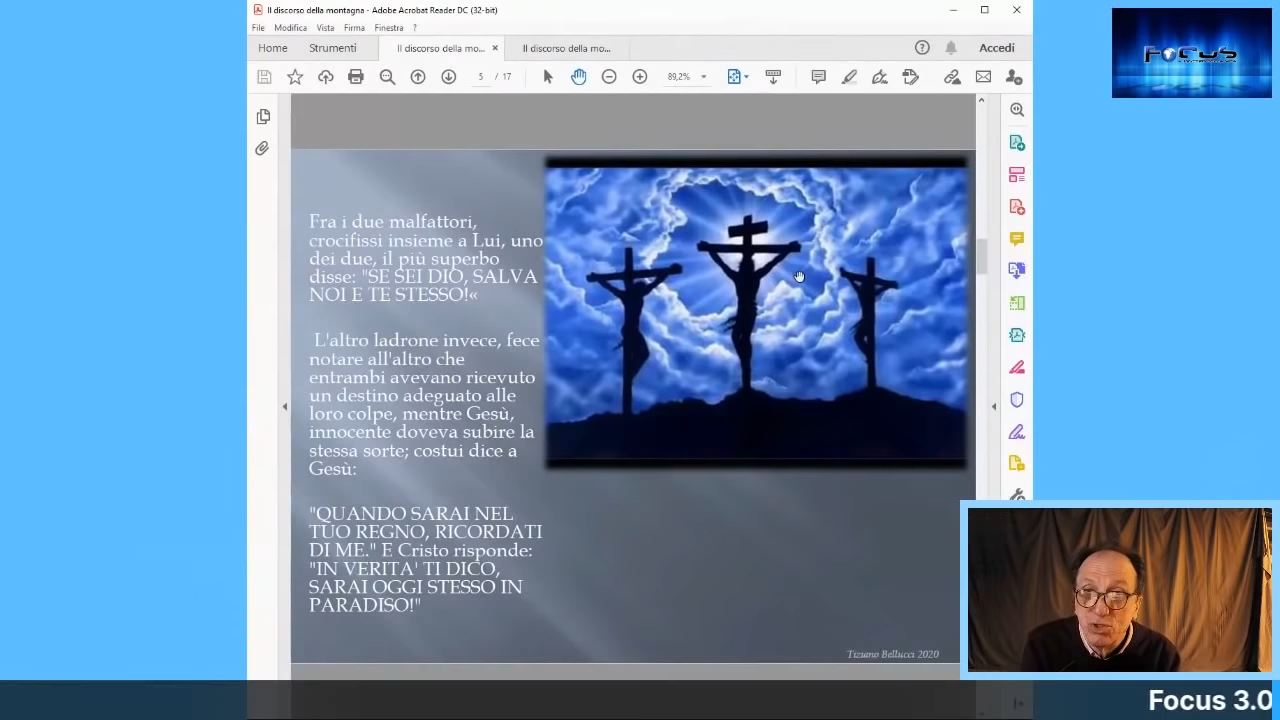 Il discorso della montagna - Adobe Acrobat Reader DC (32-bit)
File Modifica Vista Firma Finestra ?
Home Strumenti Il discorso della mo... × Il discorso della mo... Accedi
5 / 17 89,2%
FOCUS
Fra i due malfattori,
crocifissi insieme a Lui, uno
dei due, il più superbo
disse: "SE SEI DIO, SALVA
NOI E TE STESSO!«
L'altro ladrone invece, fece
notare all'altro che
entrambi avevano ricevuto
un destino adeguato alle
loro colpe, mentre Gesù,
innocente doveva subire la
stessa sorte; costui dice a
Gesù:
"QUANDO SARAI NEL
TUO REGNO, RICORDATI
DI ME." E Cristo risponde:
"IN VERITA' TI DICO,
SARAI OGGI STESSO IN
PARADISO!"
Tiziano Bellucci 2020
Focus 3.0